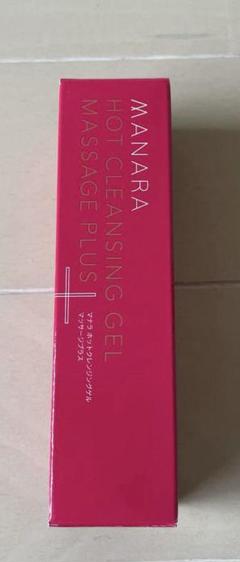 MANARA
HOT CLEANSING GEL
MASSAGE PLUS
マナラ ホットクレンジングゲル
マッサージプラス